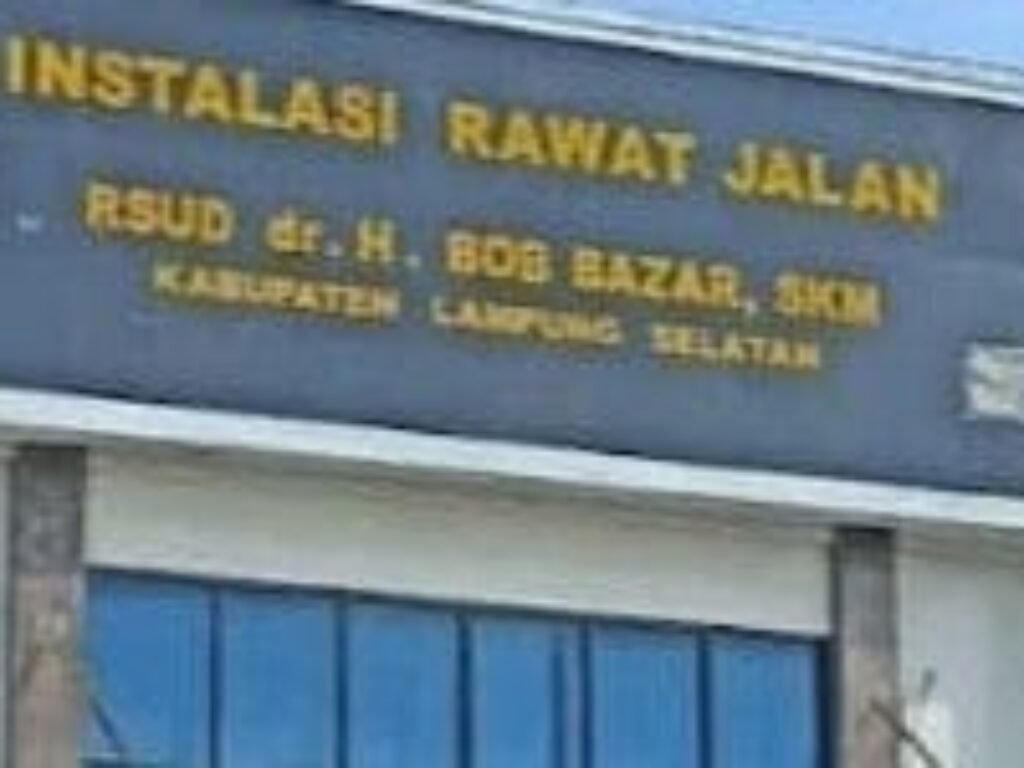 INSTALASI RAWAT JALAN
RSUD dr. H. BOB BAZAR, SKM
KABUPATEN LAMPUNG SELATAN